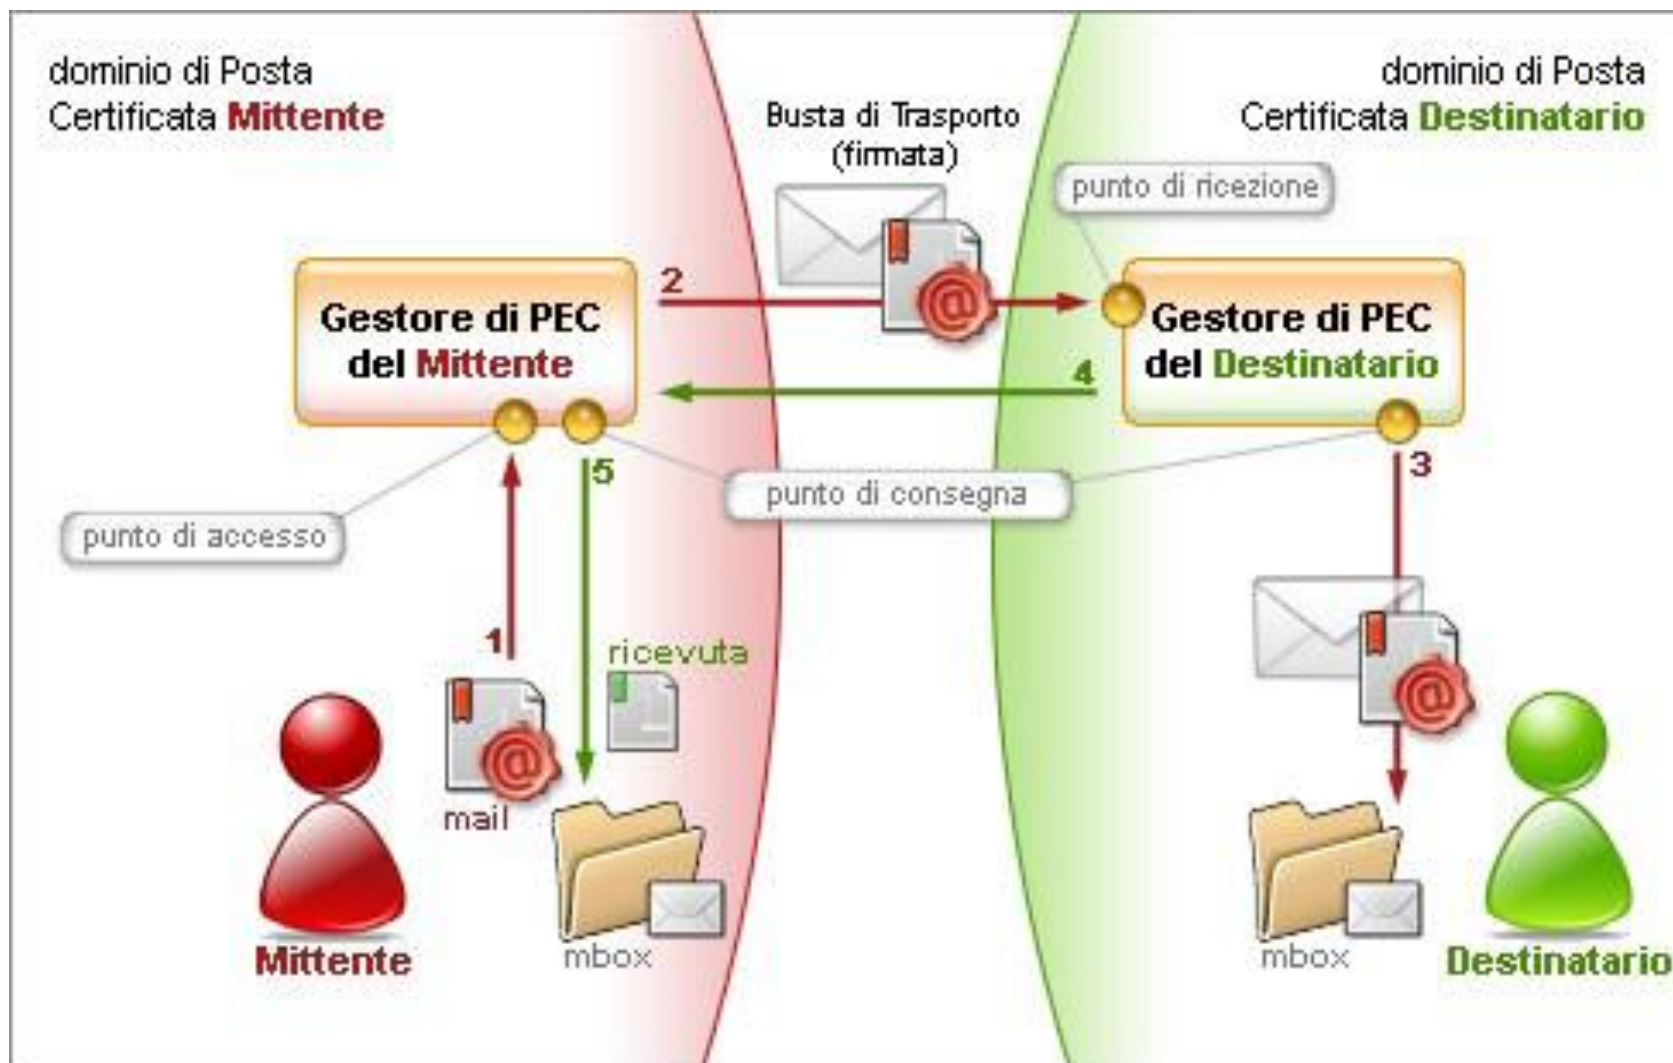 dominio di Posta
Certificata Mittente
Busta di Trasporto
(firmata)
dominio di Posta
Certificata Destinatario
punto di ricezione
Gestore di PEC
del Mittente
2
@
Gestore di PEC
del Destinatario
4
5
3
punto di accesso
punto di consegna
1
ricevuta
@
mail
@
mbox
mbox
Mittente
Destinatario